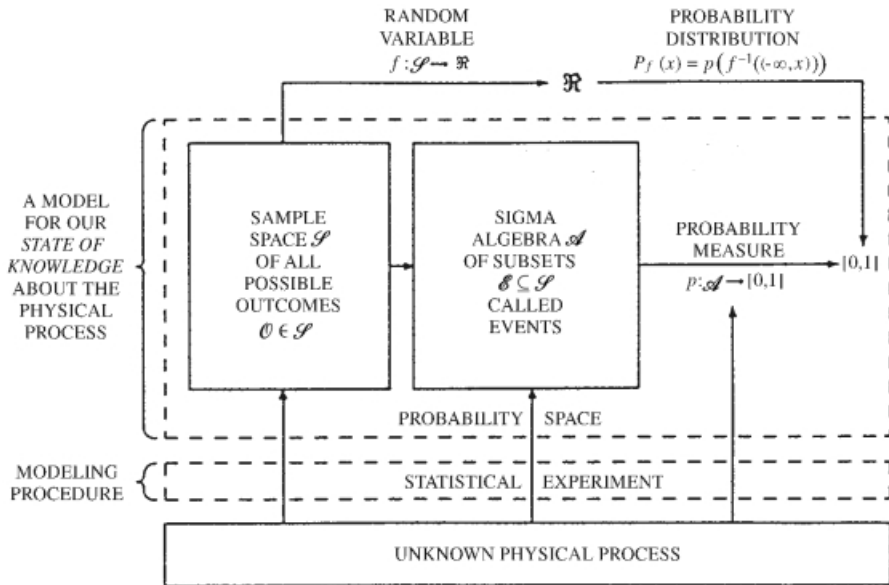 RANDOM
VARIABLE
f : 𝒮 → ℜ
PROBABILITY
DISTRIBUTION
P_f (x) = p(f⁻¹((-∞,x)))
ℜ
A MODEL
FOR OUR
STATE OF
KNOWLEDGE
ABOUT THE
PHYSICAL
PROCESS
SAMPLE
SPACE 𝒮
OF ALL
POSSIBLE
OUTCOMES
𝒪 ∈ 𝒮
SIGMA
ALGEBRA 𝒜
OF SUBSETS
ℰ ⊆ 𝒮
CALLED
EVENTS
PROBABILITY
MEASURE
p: 𝒜 → [0,1]
[0,1]
PROBABILITY SPACE
MODELING
PROCEDURE
STATISTICAL EXPERIMENT
UNKNOWN PHYSICAL PROCESS